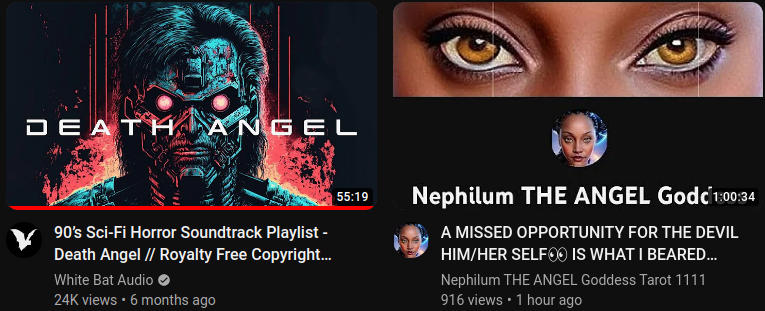 DEATH ANGEL
55:19
90's Sci-Fi Horror Soundtrack Playlist -
Death Angel // Royalty Free Copyright...
White Bat Audio
24K views • 6 months ago
Nephilum THE ANGEL Godd
1:00:34
A MISSED OPPORTUNITY FOR THE DEVIL
HIM/HER SELF👀 IS WHAT I BEARED...
Nephilum THE ANGEL Goddess Tarot 1111
916 views • 1 hour ago